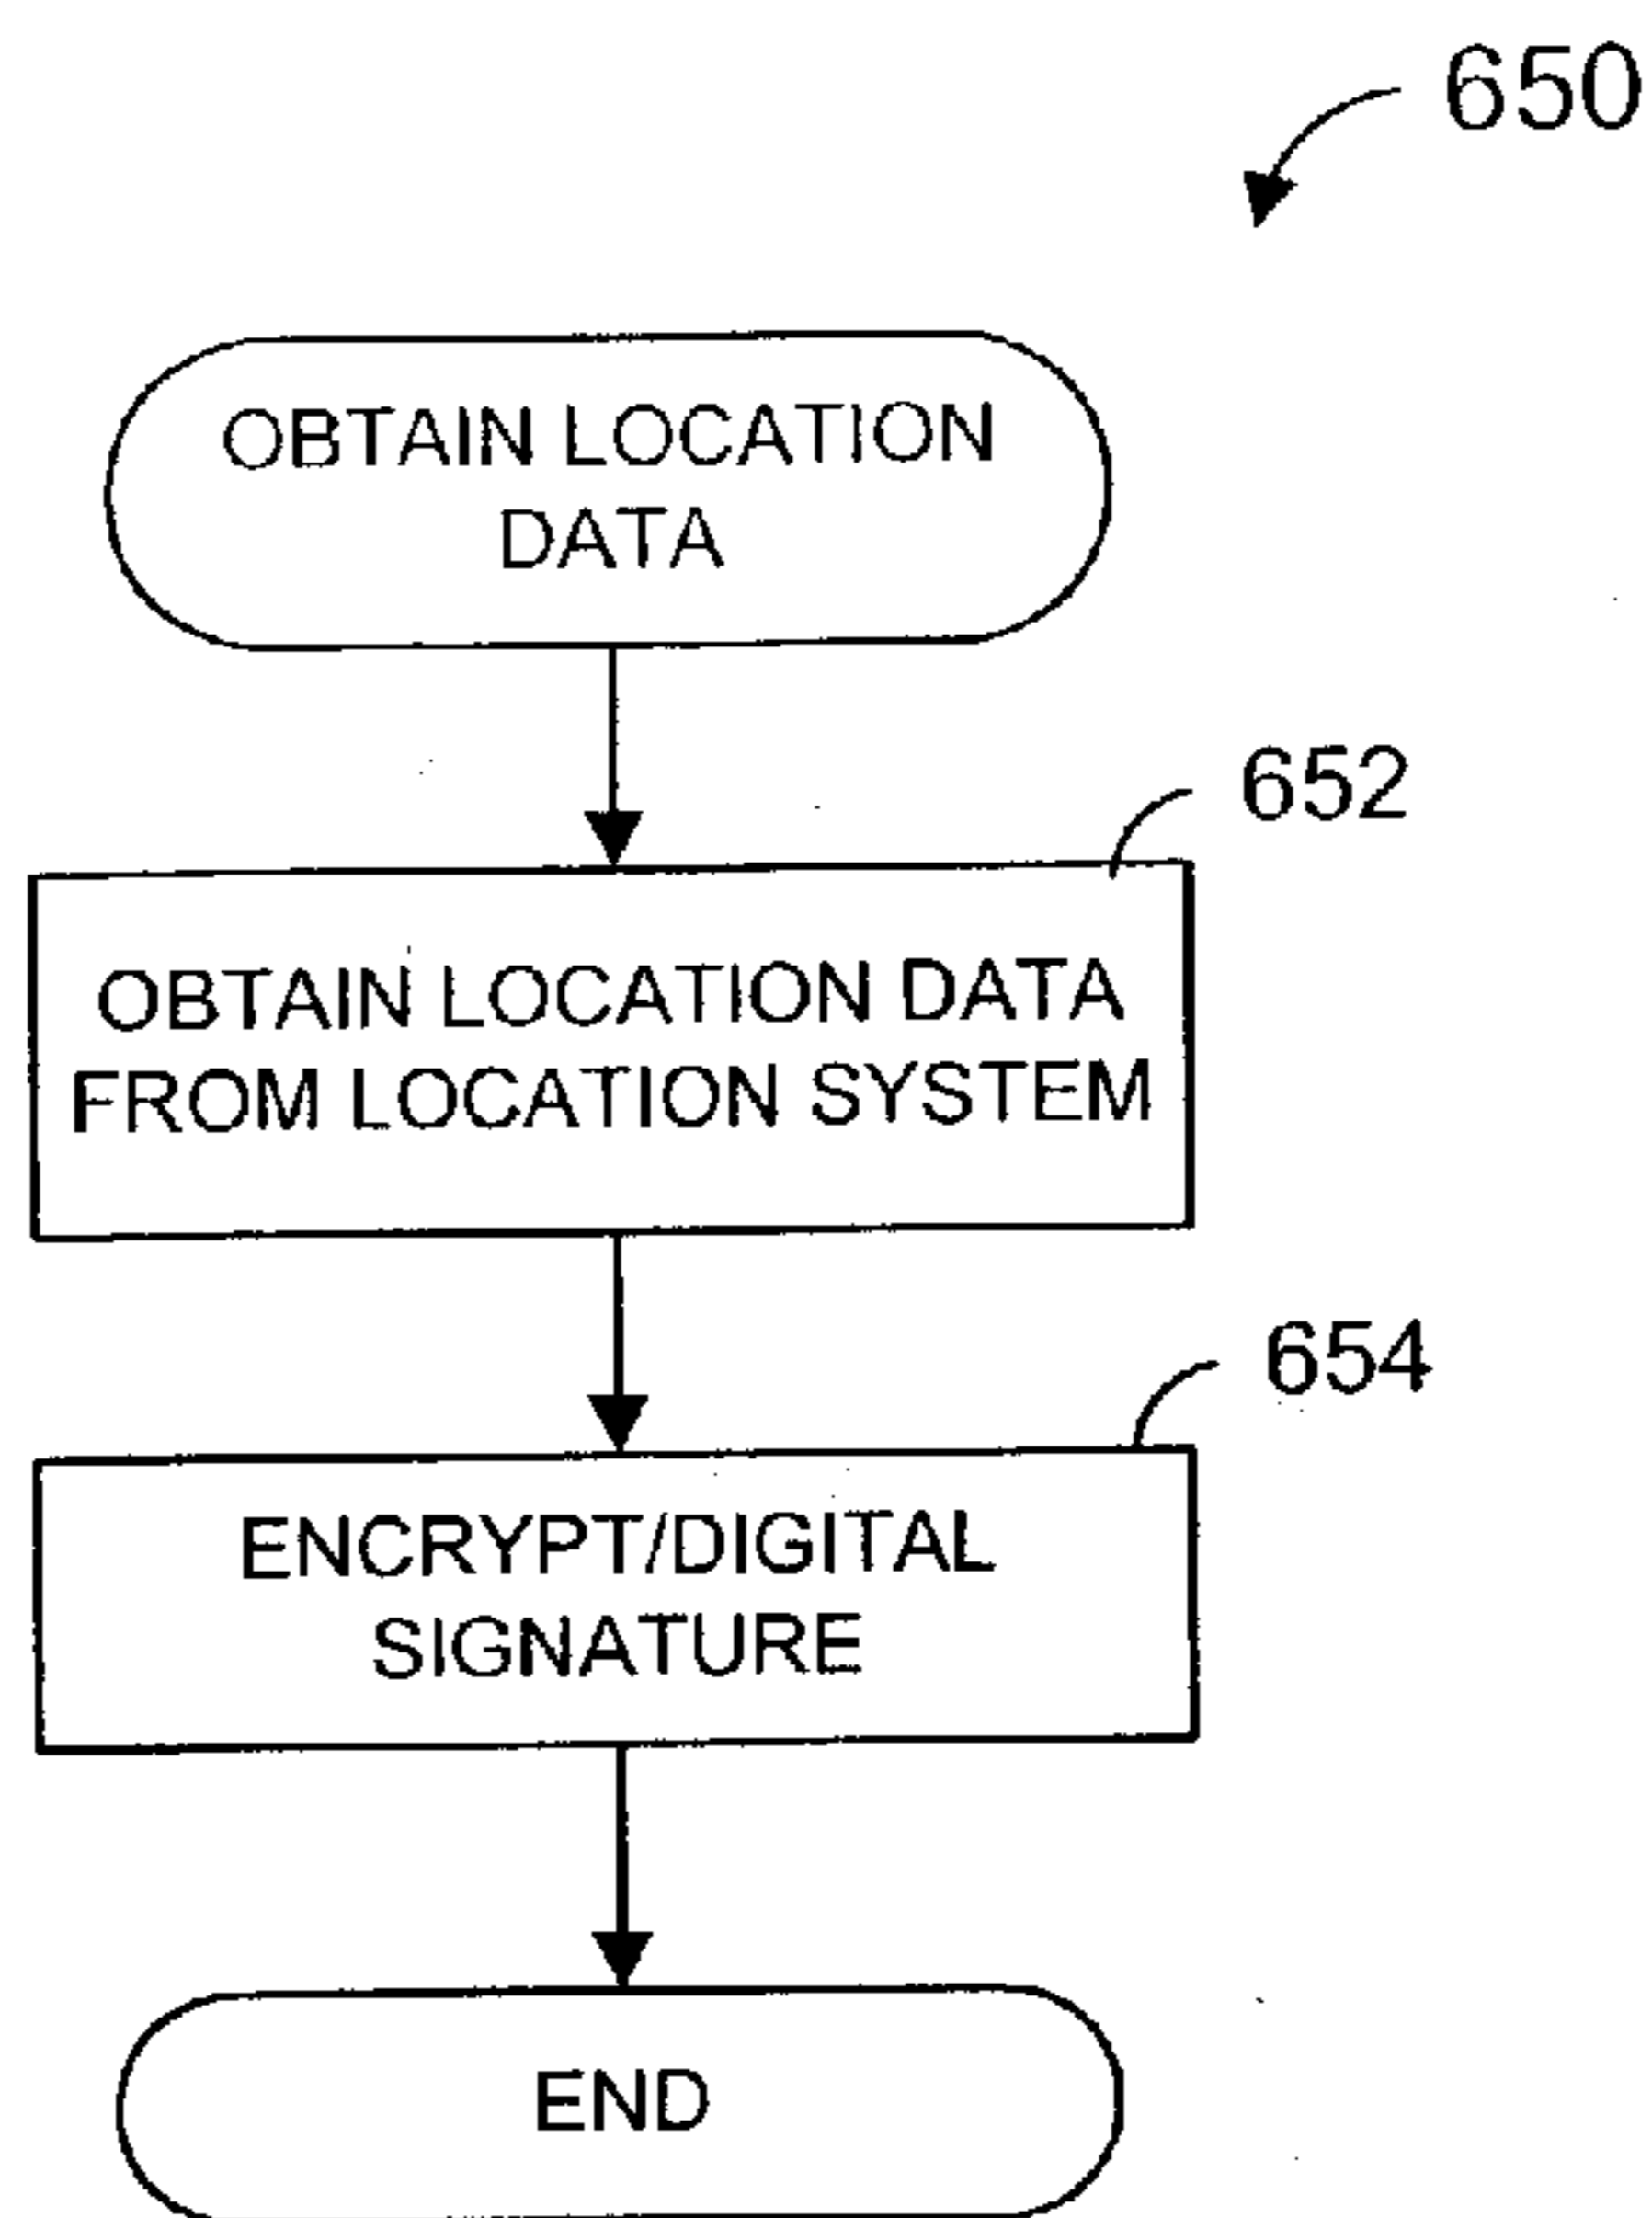 650
OBTAIN LOCATION
DATA
652
OBTAIN LOCATION DATA
FROM LOCATION SYSTEM
654
ENCRYPT/DIGITAL
SIGNATURE
END